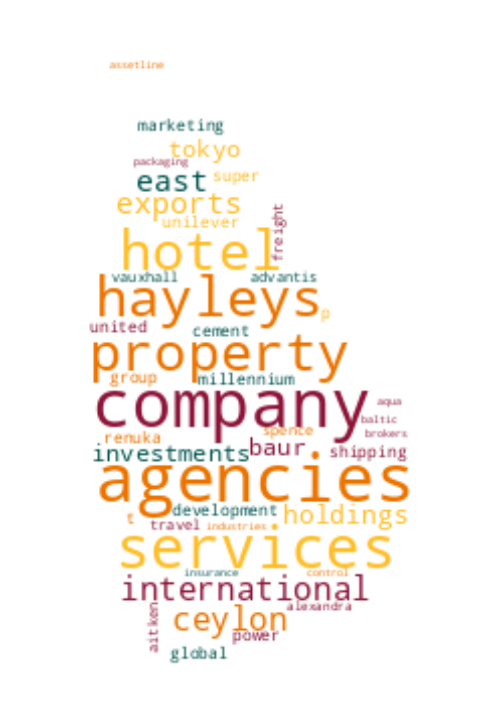 assetline
marketing
tokyo
packaging
east super
exports
unilever
freight
hotel
vauxhall advantis
hayleys p
united cement
property
group millennium
company aqua
baltic
spence brokers
renuka
investments baur shipping
agencies
development holdings
t travel industries
services
insurance control
international
aitken alexandra
ceylon
power
global